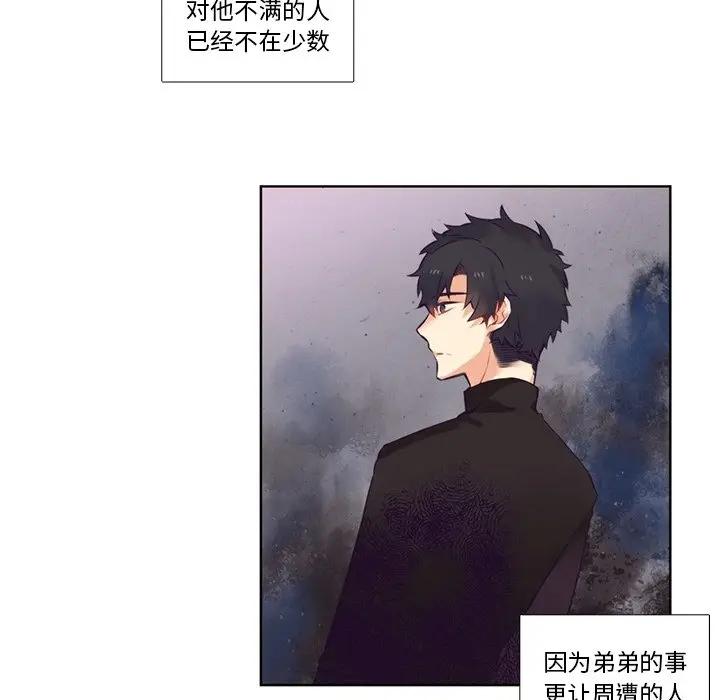 对他不满的人
已经不在少数
因为弟弟的事
更让周遭的人